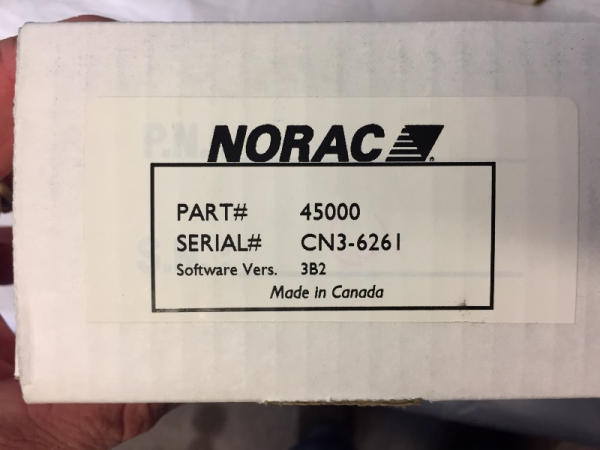 NORAC
PART# 45000
SERIAL# CN3-6261
Software Vers. 3B2
Made in Canada
P.N.
S.